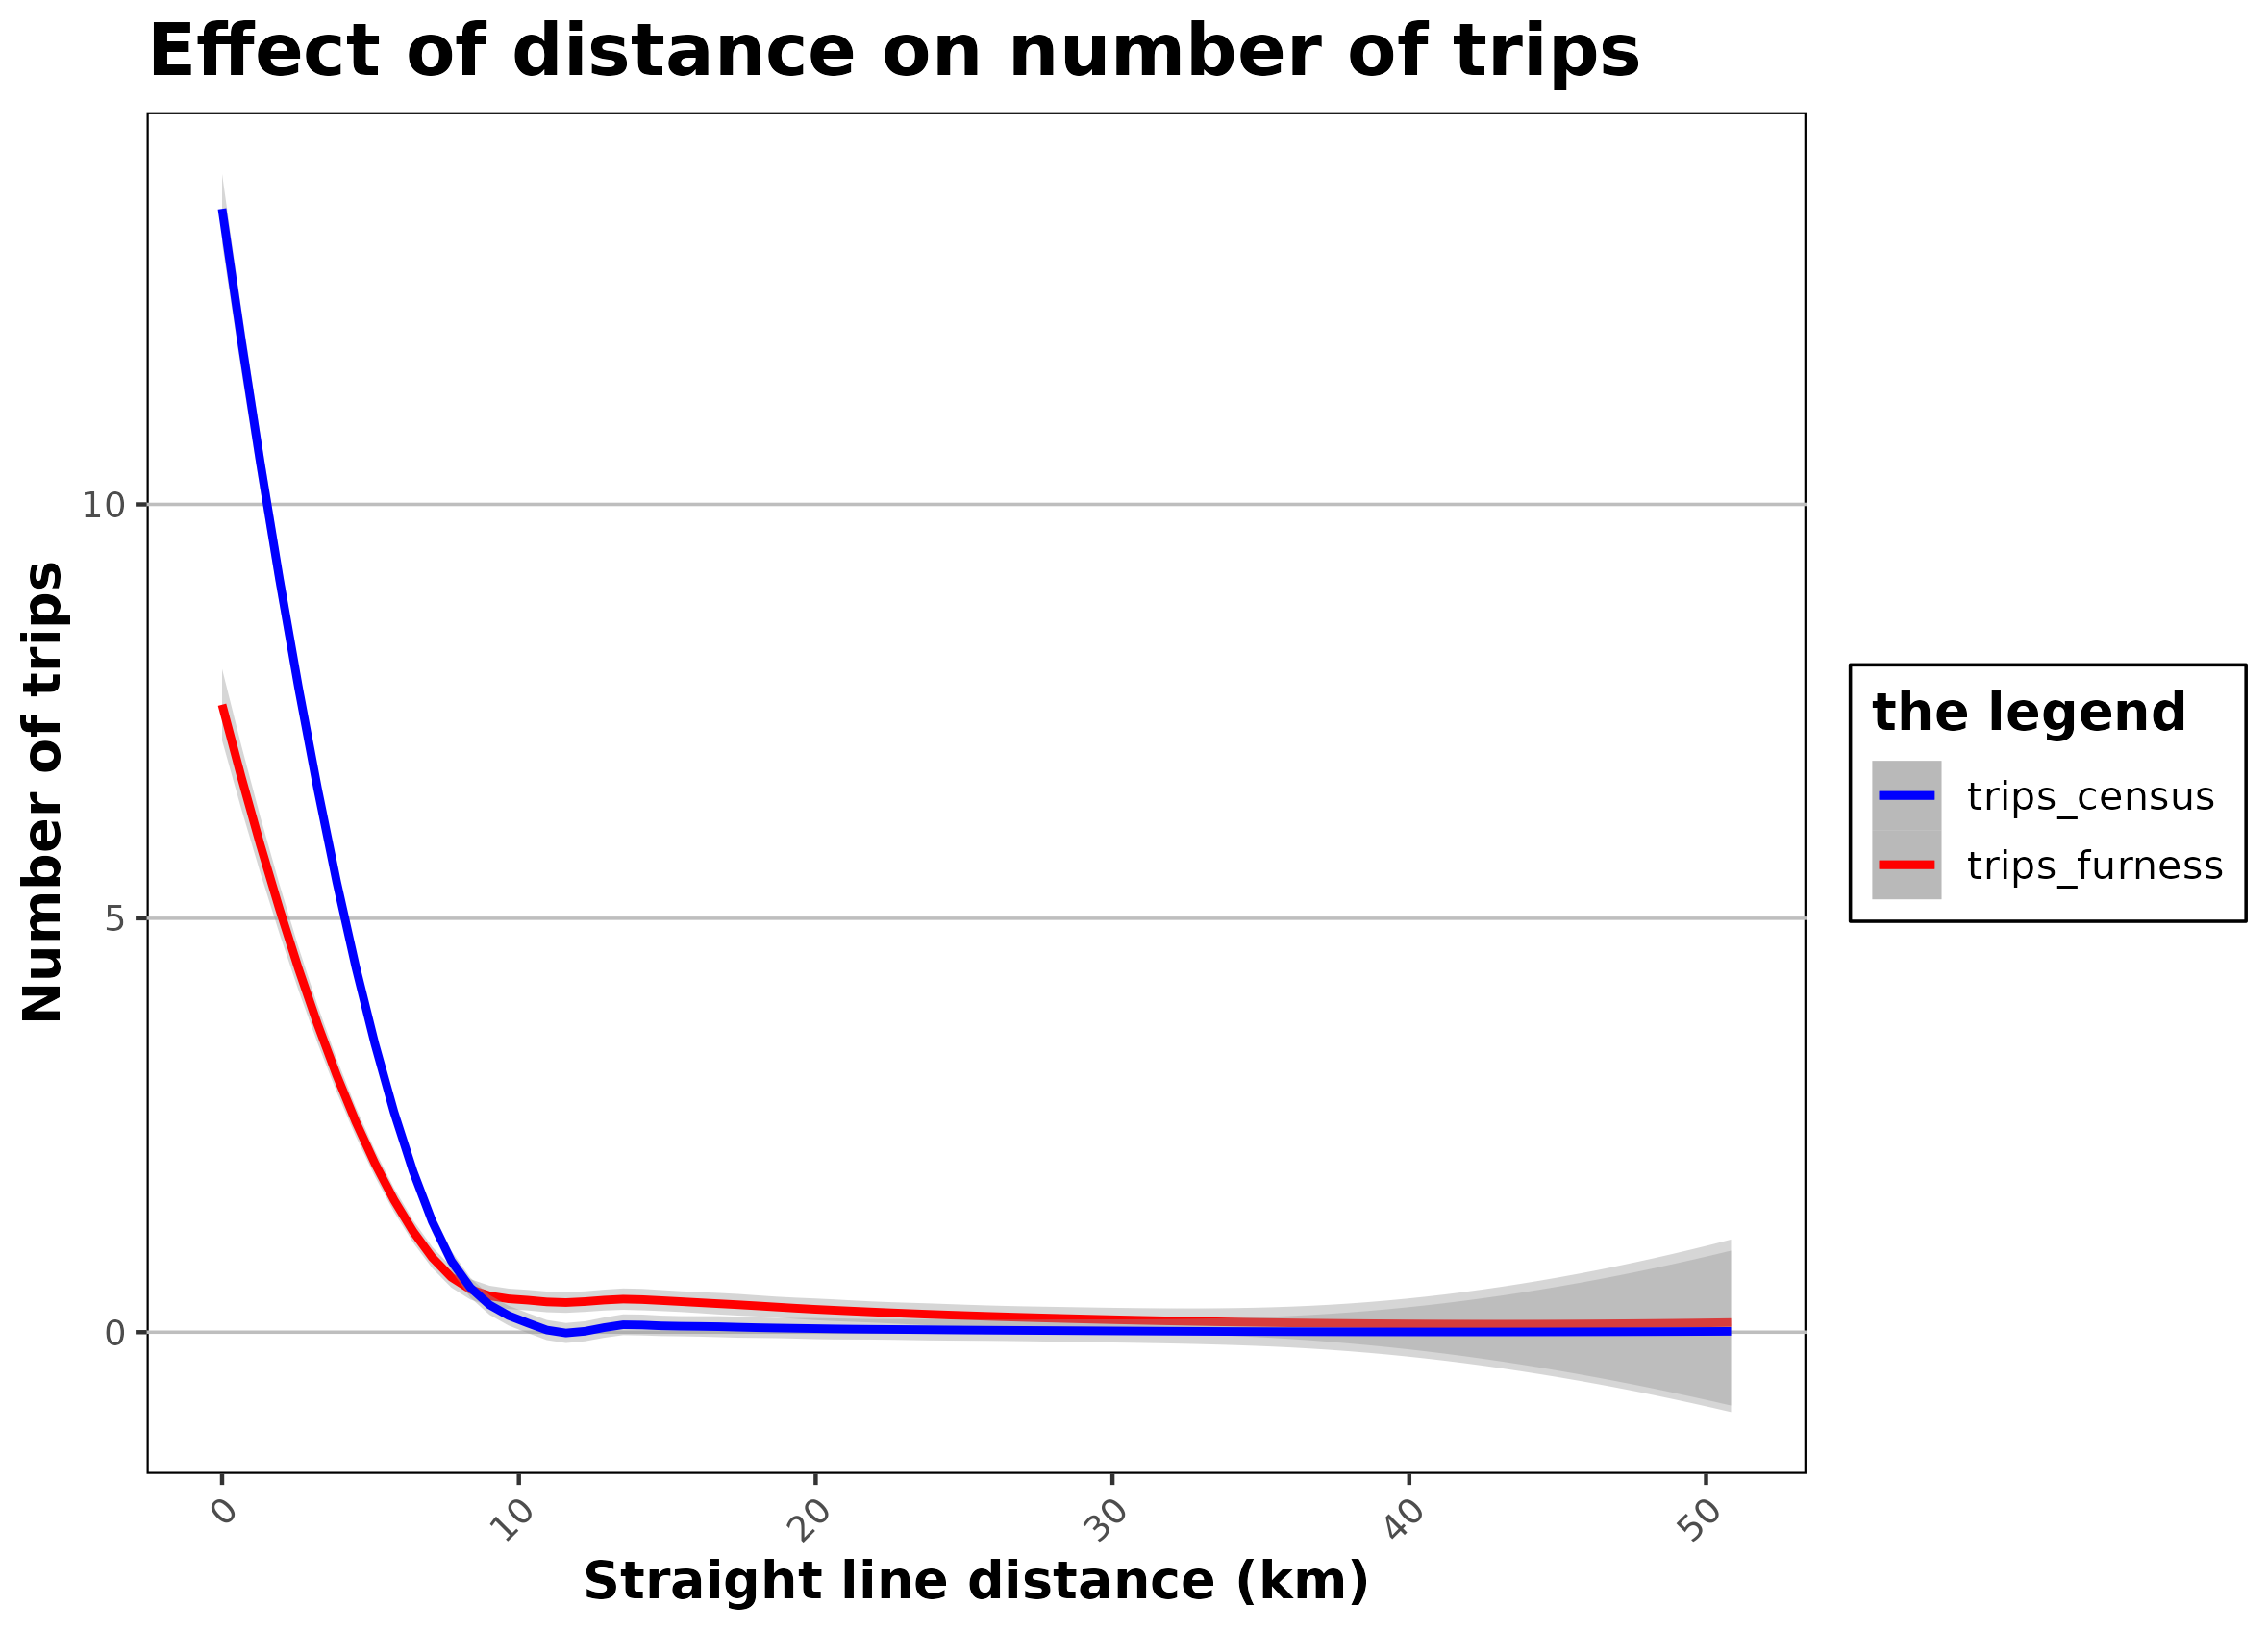 Effect of distance on number of trips
Number of trips
10
5
0
0
10
20
30
40
50
Straight line distance (km)
the legend
trips_census
trips_furness